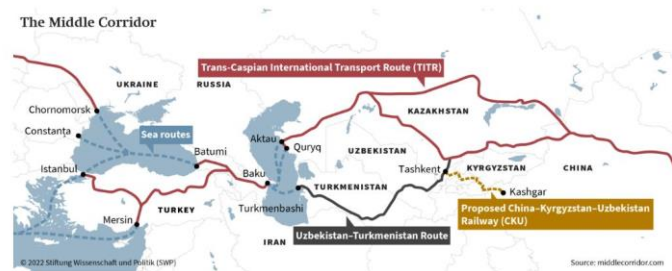 The Middle Corridor
Trans-Caspian International Transport Route (TITR)
UKRAINE
RUSSIA
Chornomorsk
KAZAKHSTAN
Constanța
Sea routes
Aktau
Batumi
Quryq
UZBEKISTAN
Istanbul
Baku
Tashkent
KYRGYZSTAN
CHINA
TURKMENISTAN
Kashgar
Mersin
TURKEY
Turkmenbashi
Proposed China–Kyrgyzstan–Uzbekistan
Railway (CKU)
Uzbekistan–Turkmenistan Route
IRAN
© 2022 Stiftung Wissenschaft und Politik (SWP)
Source: middlecorridor.com